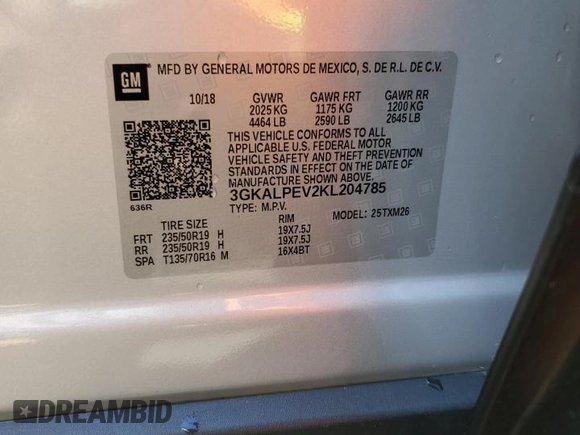 GM
MFD BY GENERAL MOTORS DE MEXICO, S. DE R.L. DE C.V.
10/18 GVWR GAWR FRT GAWR RR
2025 KG 1175 KG 1200 KG
4464 LB 2590 LB 2645 LB
THIS VEHICLE CONFORMS TO ALL
APPLICABLE U.S. FEDERAL MOTOR
VEHICLE SAFETY AND THEFT PREVENTION
STANDARDS IN EFFECT ON THE DATE OF
MANUFACTURE SHOWN ABOVE.
3GKALPEV2KL204785
636R
TYPE: M.P.V. MODEL: 25TXM26
TIRE SIZE RIM
FRT 235/50R19 H 19X7.5J
RR 235/50R19 H 19X7.5J
SPA T135/70R16 M 16X4BT
DREAMBID